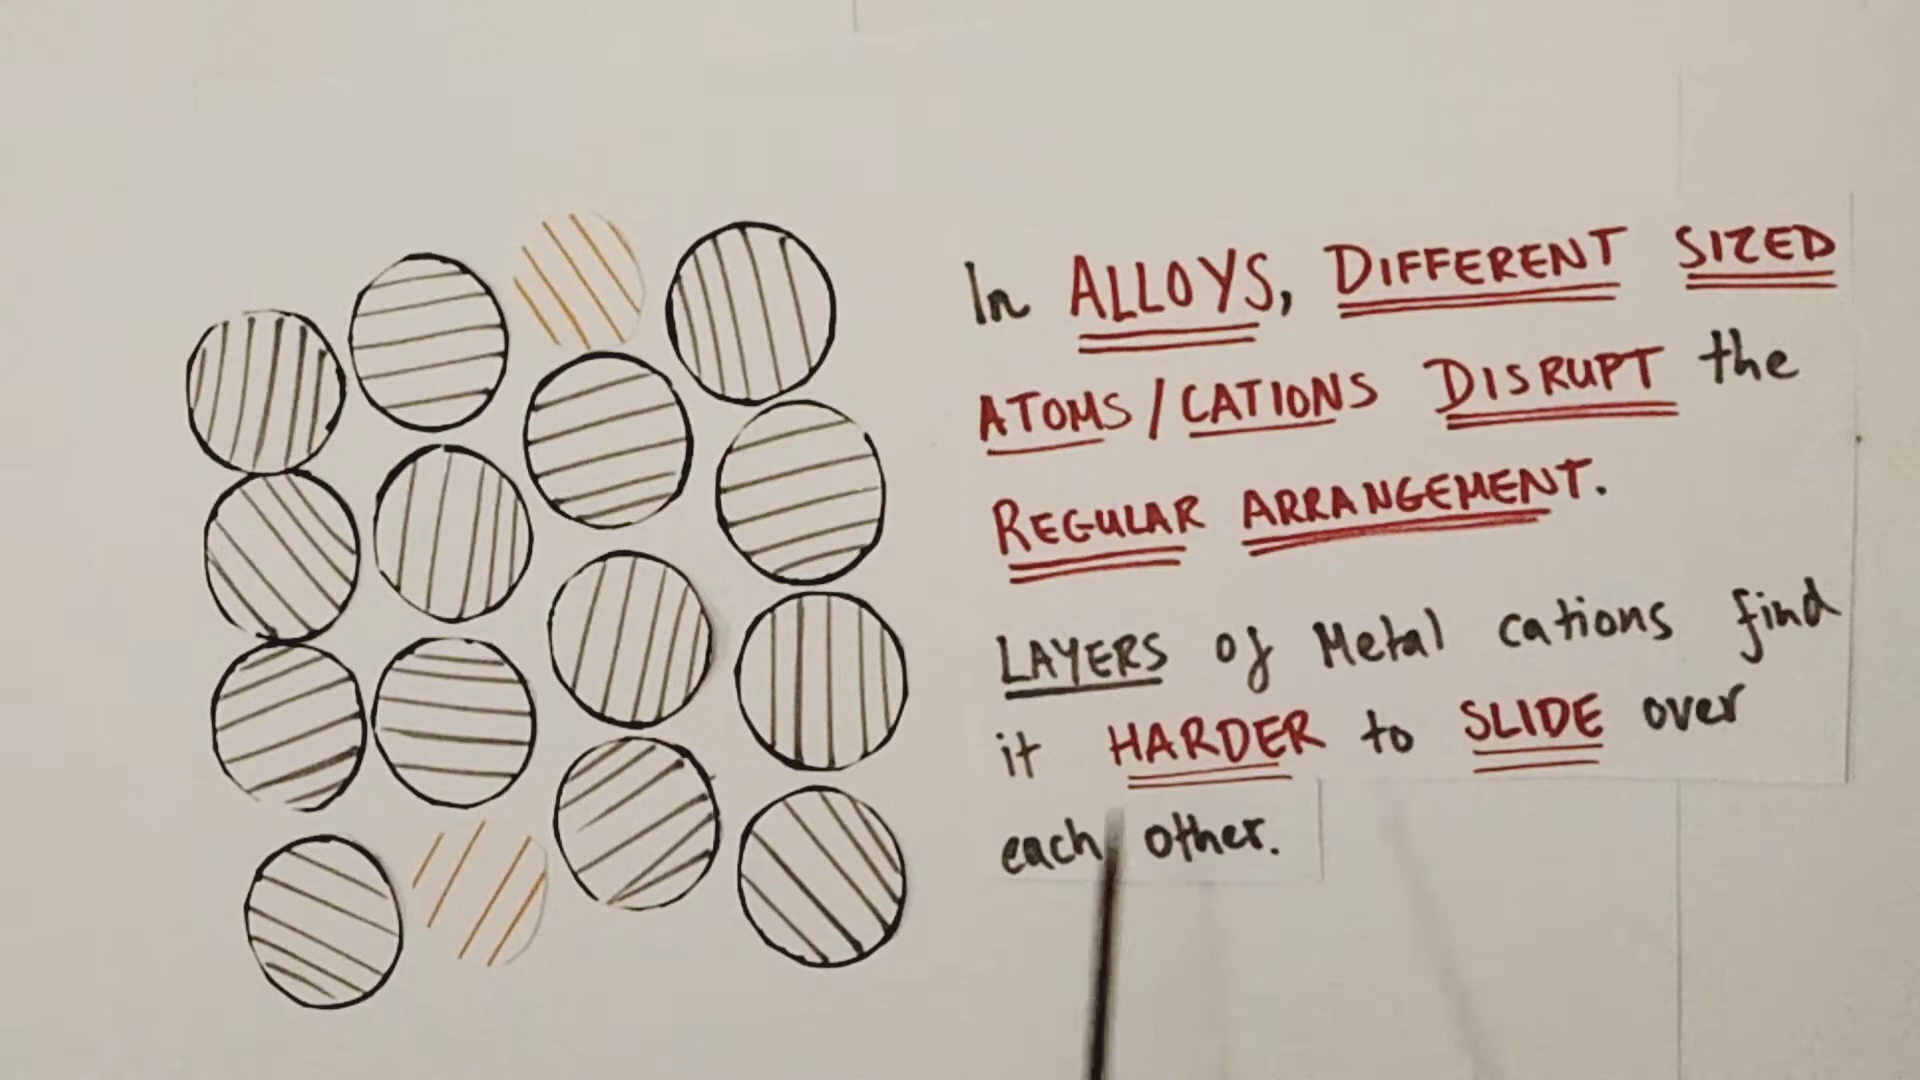 In ALLOYS, DIFFERENT SIZED
ATOMS/CATIONS DISRUPT the
REGULAR ARRANGEMENT.
LAYERS of Metal cations find
it HARDER to SLIDE over
each other.